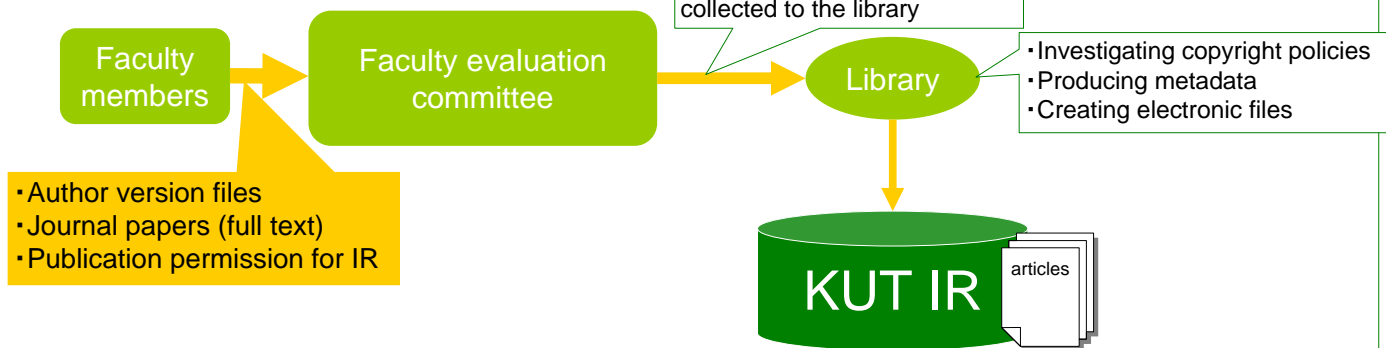 collected to the library
Faculty
members
Faculty evaluation
committee
Library
・Investigating copyright policies
・Producing metadata
・Creating electronic files
・Author version files
・Journal papers (full text)
・Publication permission for IR
KUT IR
articles